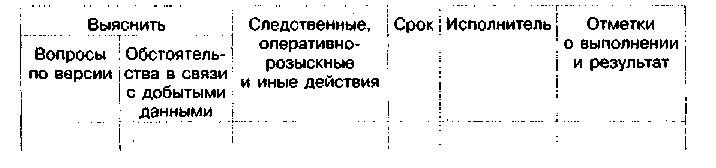 Выяснить
Вопросы
по версии
Обстоятель-
ства в связи
с добытыми
данными
Следственные,
оперативно-
розыскные
и иные действия
Срок
Исполнитель
Отметки
о выполнении
и результат